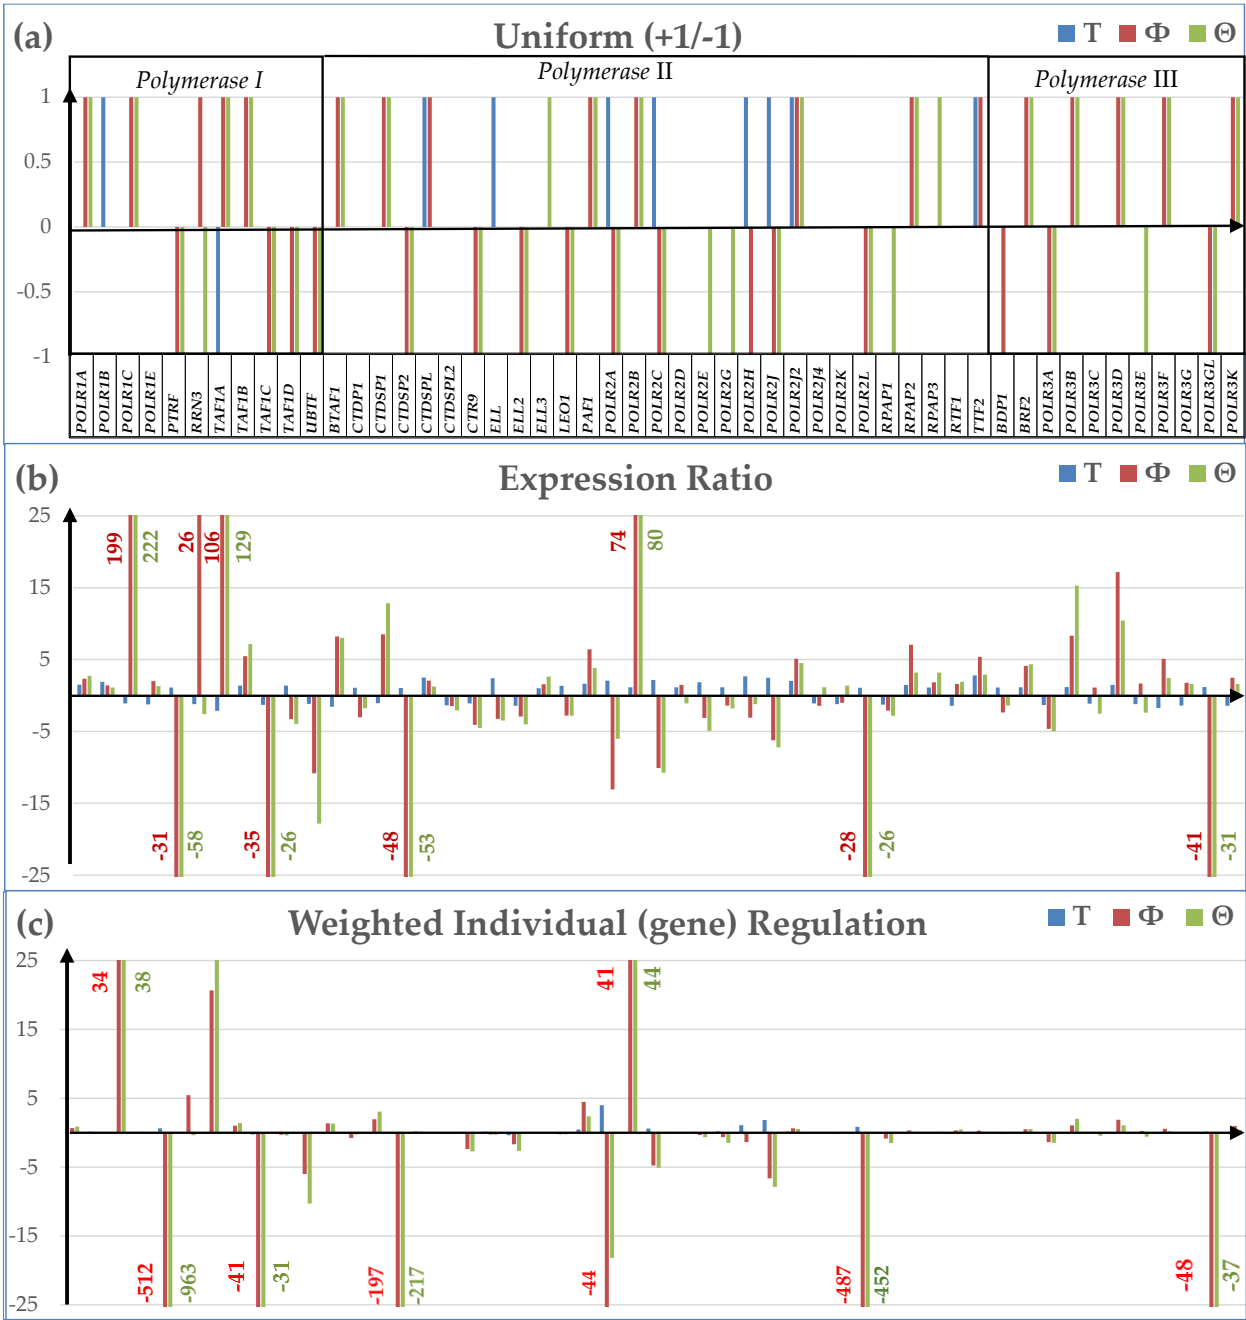 (a)
Uniform (+1/-1)
T Φ Θ
Polymerase I
Polymerase II
Polymerase III
1
0.5
0
-0.5
-1
POLR1A
POLR1B
POLR1C
POLR1E
PTRF
RRN3
TAF1A
TAF1B
TAF1C
TAF1D
UBTF
BTAF1
CTDP1
CTDSP1
CTDSP2
CTDSPL
CTDSPL2
CTR9
ELL
ELL2
ELL3
LEO1
PAF1
POLR2A
POLR2B
POLR2C
POLR2D
POLR2E
POLR2G
POLR2H
POLR2J
POLR2J2
POLR2J4
POLR2K
POLR2L
RPAP1
RPAP2
RPAP3
RTF1
TTF2
BDP1
BRF2
POLR3A
POLR3B
POLR3C
POLR3D
POLR3E
POLR3F
POLR3G
POLR3GL
POLR3K
(b)
Expression Ratio
T Φ Θ
25
15
5
-5
-15
-25
199
222
26
106
129
74
80
-31
-58
-35
-26
-48
-53
-28
-26
-41
-31
(c)
Weighted Individual (gene) Regulation
T Φ Θ
25
15
5
-5
-15
-25
34
38
41
44
-512
-963
-41
-31
-197
-217
-44
-487
-452
-48
-37